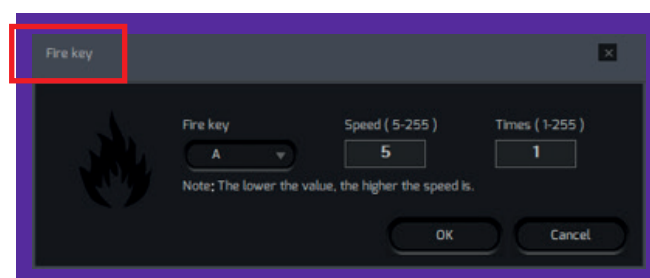 Fire key
Fire key Speed ( 5-255 ) Times ( 1-255 )
A 5 1
Note: The lower the value, the higher the speed is.
OK Cancel